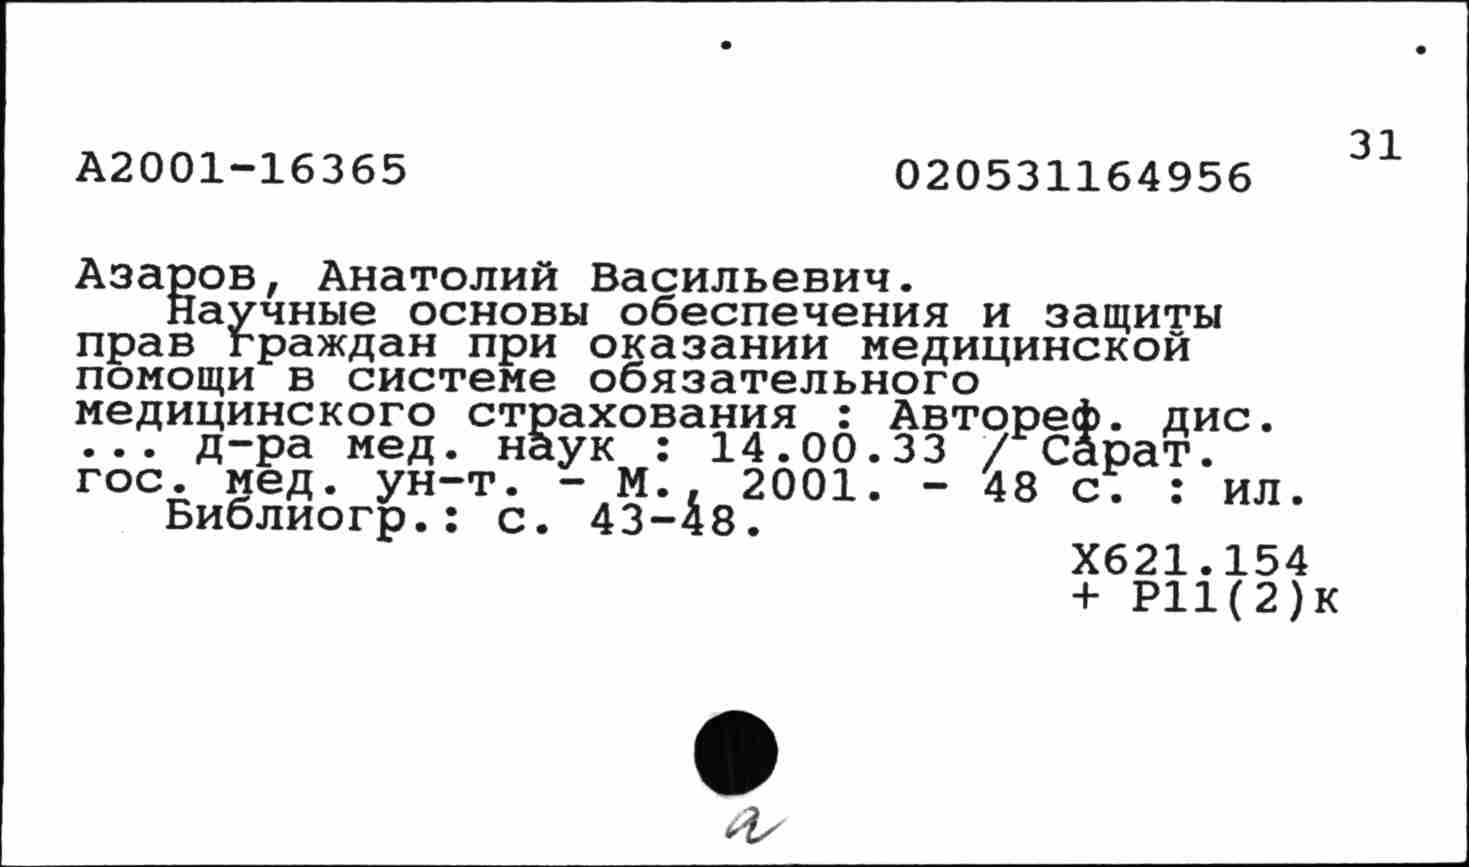 31
А2001-16365 020531164956
Азаров, Анатолий Васильевич.
Научные основы обеспечения и защиты
прав граждан при оказании медицинской
помощи в системе обязательного
медицинского страхования : Автореф. дис.
... д-ра мед. наук : 14.00.33 / Сарат.
гос. мед. ун-т. - М., 2001. - 48 с. : ил.
Библиогр.: с. 43-48.
Х621.154
+ Р11(2)к
а